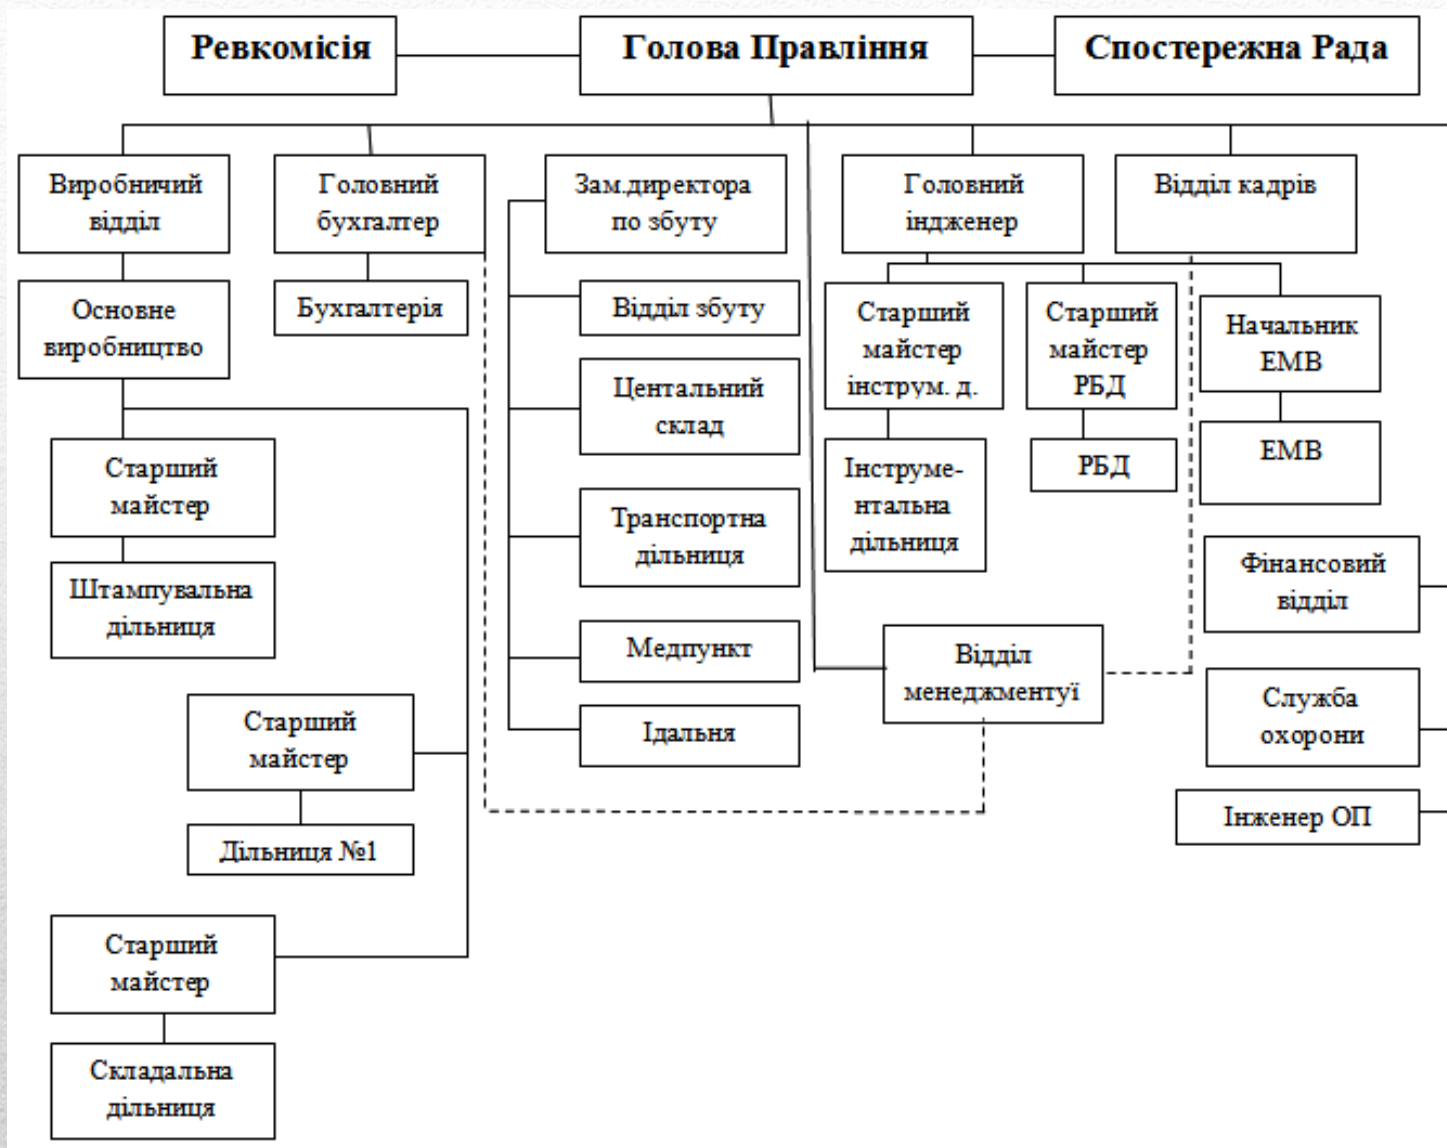 Ревкомісія
Голова Правління
Спостережна Рада
Виробничий
відділ
Головний
бухгалтер
Зам.директора
по збуту
Головний
індженер
Відділ кадрів
Основне
виробництво
Бухгалтерія
Відділ збуту
Старший
майстер
інструм. д.
Старший
майстер
РБД
Начальник
ЕМВ
Центальний
склад
Старший
майстер
Інструме-
нтальна
дільниця
РБД
ЕМВ
Транспортна
дільниця
Штампувальна
дільниця
Фінансовий
відділ
Медпункт
Відділ
менеджментуї
Старший
майстер
Ідальня
Служба
охорони
Дільниця №1
Інженер ОП
Старший
майстер
Складальна
дільниця